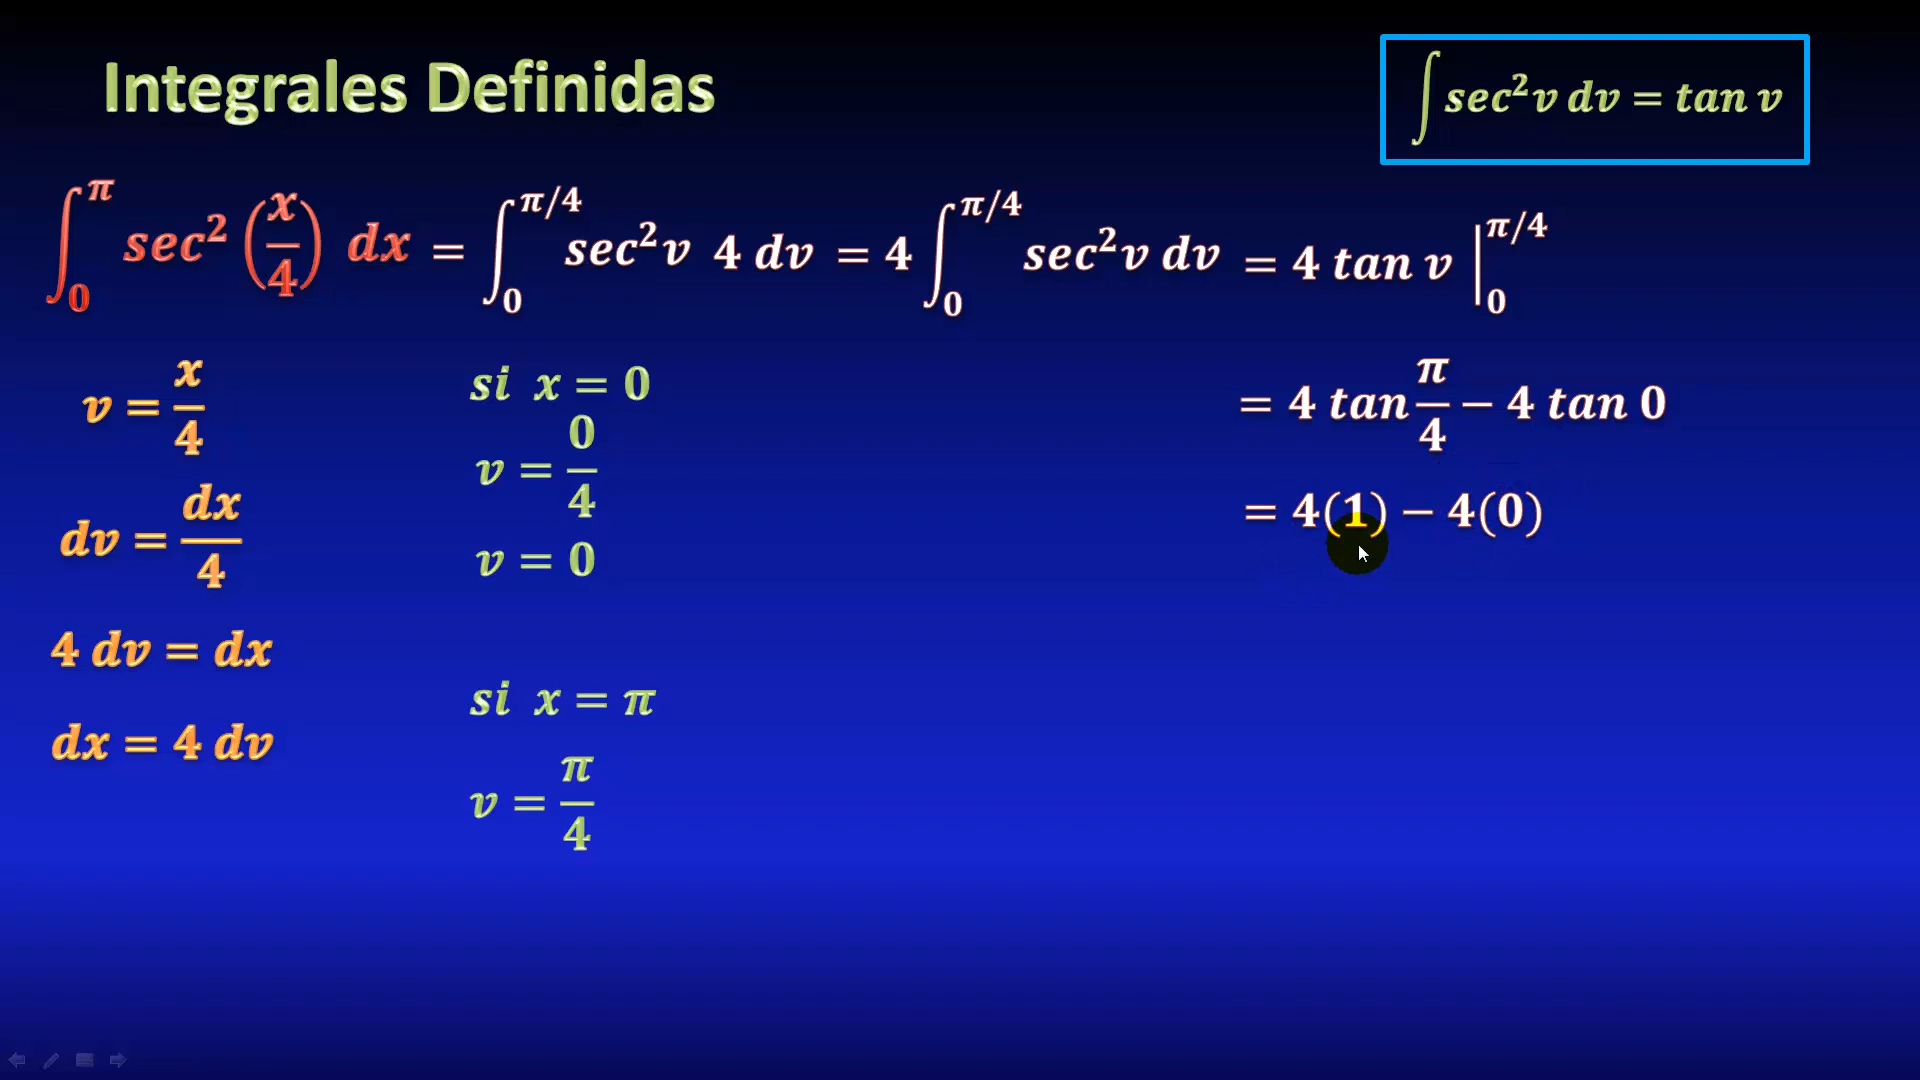 Integrales Definidas
∫ sec²v dv = tan v
∫₀^π sec² (x/4) dx = ∫₀^{π/4} sec²v 4 dv = 4 ∫₀^{π/4} sec²v dv = 4 tan v |₀^{π/4}
v = x/4
dv = dx/4
4 dv = dx
dx = 4 dv
si x = 0
v = 0/4
v = 0
si x = π
v = π/4
= 4 tan π/4 − 4 tan 0
= 4(1) − 4(0)